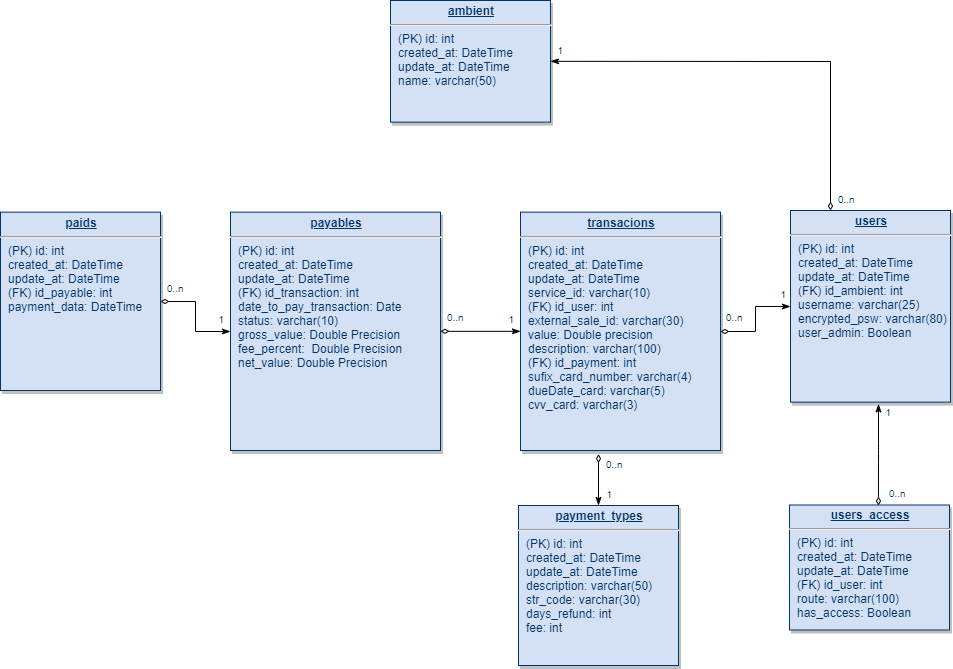 ambient
(PK) id: int
created_at: DateTime
update_at: DateTime
name: varchar(50)
1
0..n
paids
(PK) id: int
created_at: DateTime
update_at: DateTime
(FK) id_payable: int
payment_data: DateTime
0..n
1
payables
(PK) id: int
created_at: DateTime
update_at: DateTime
(FK) id_transaction: int
date_to_pay_transaction: Date
status: varchar(10)
gross_value: Double Precision
fee_percent:  Double Precision
net_value: Double Precision
0..n
1
transacions
(PK) id: int
created_at: DateTime
update_at: DateTime
service_id: varchar(10)
(FK) id_user: int
external_sale_id: varchar(30)
value: Double precision
description: varchar(100)
(FK) id_payment: int
sufix_card_number: varchar(4)
dueDate_card: varchar(5)
cvv_card: varchar(3)
0..n
1
users
(PK) id: int
created_at: DateTime
update_at: DateTime
(FK) id_ambient: int
username: varchar(25)
encrypted_psw: varchar(80)
user_admin: Boolean
0..n
1
payment_types
(PK) id: int
created_at: DateTime
update_at: DateTime
description: varchar(50)
str_code: varchar(30)
days_refund: int
fee: int
1
0..n
users_access
(PK) id: int
created_at: DateTime
update_at: DateTime
(FK) id_user: int
route: varchar(100)
has_access: Boolean